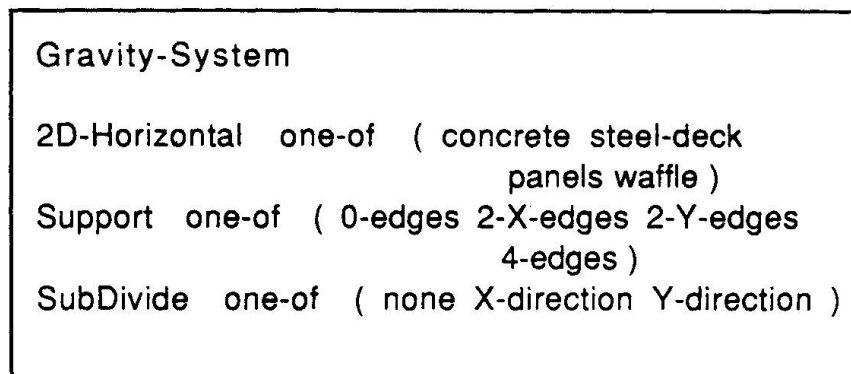 Gravity-System
2D-Horizontal one-of ( concrete steel-deck
panels waffle )
Support one-of ( 0-edges 2-X-edges 2-Y-edges
4-edges )
SubDivide one-of ( none X-direction Y-direction )